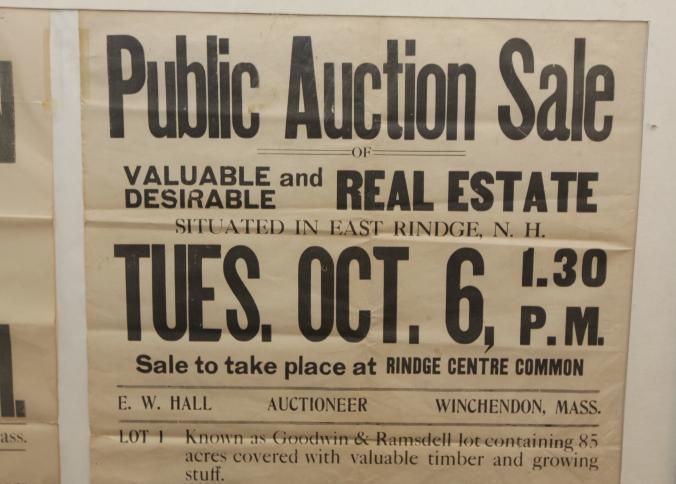 Public Auction Sale
OF
VALUABLE and DESIRABLE REAL ESTATE
SITUATED IN EAST RINDGE, N. H.
TUES. OCT. 6, 1.30 P.M.
Sale to take place at RINDGE CENTRE COMMON
E. W. HALL AUCTIONEER WINCHENDON, MASS.
LOT 1 Known as Goodwin & Ramsdell lot containing 85
acres covered with valuable timber and growing
stuff.